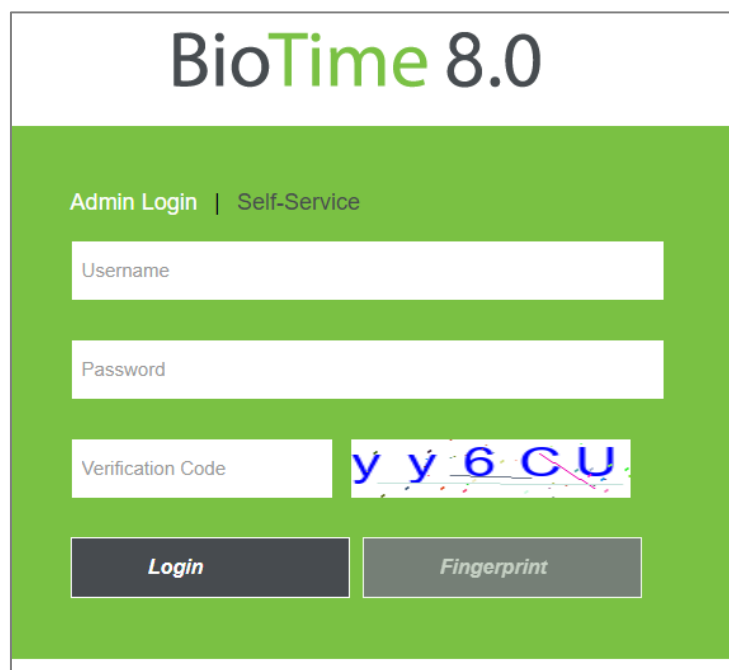 BioTime 8.0
Admin Login | Self-Service
Username
Password
Verification Code yy6CU
Login Fingerprint